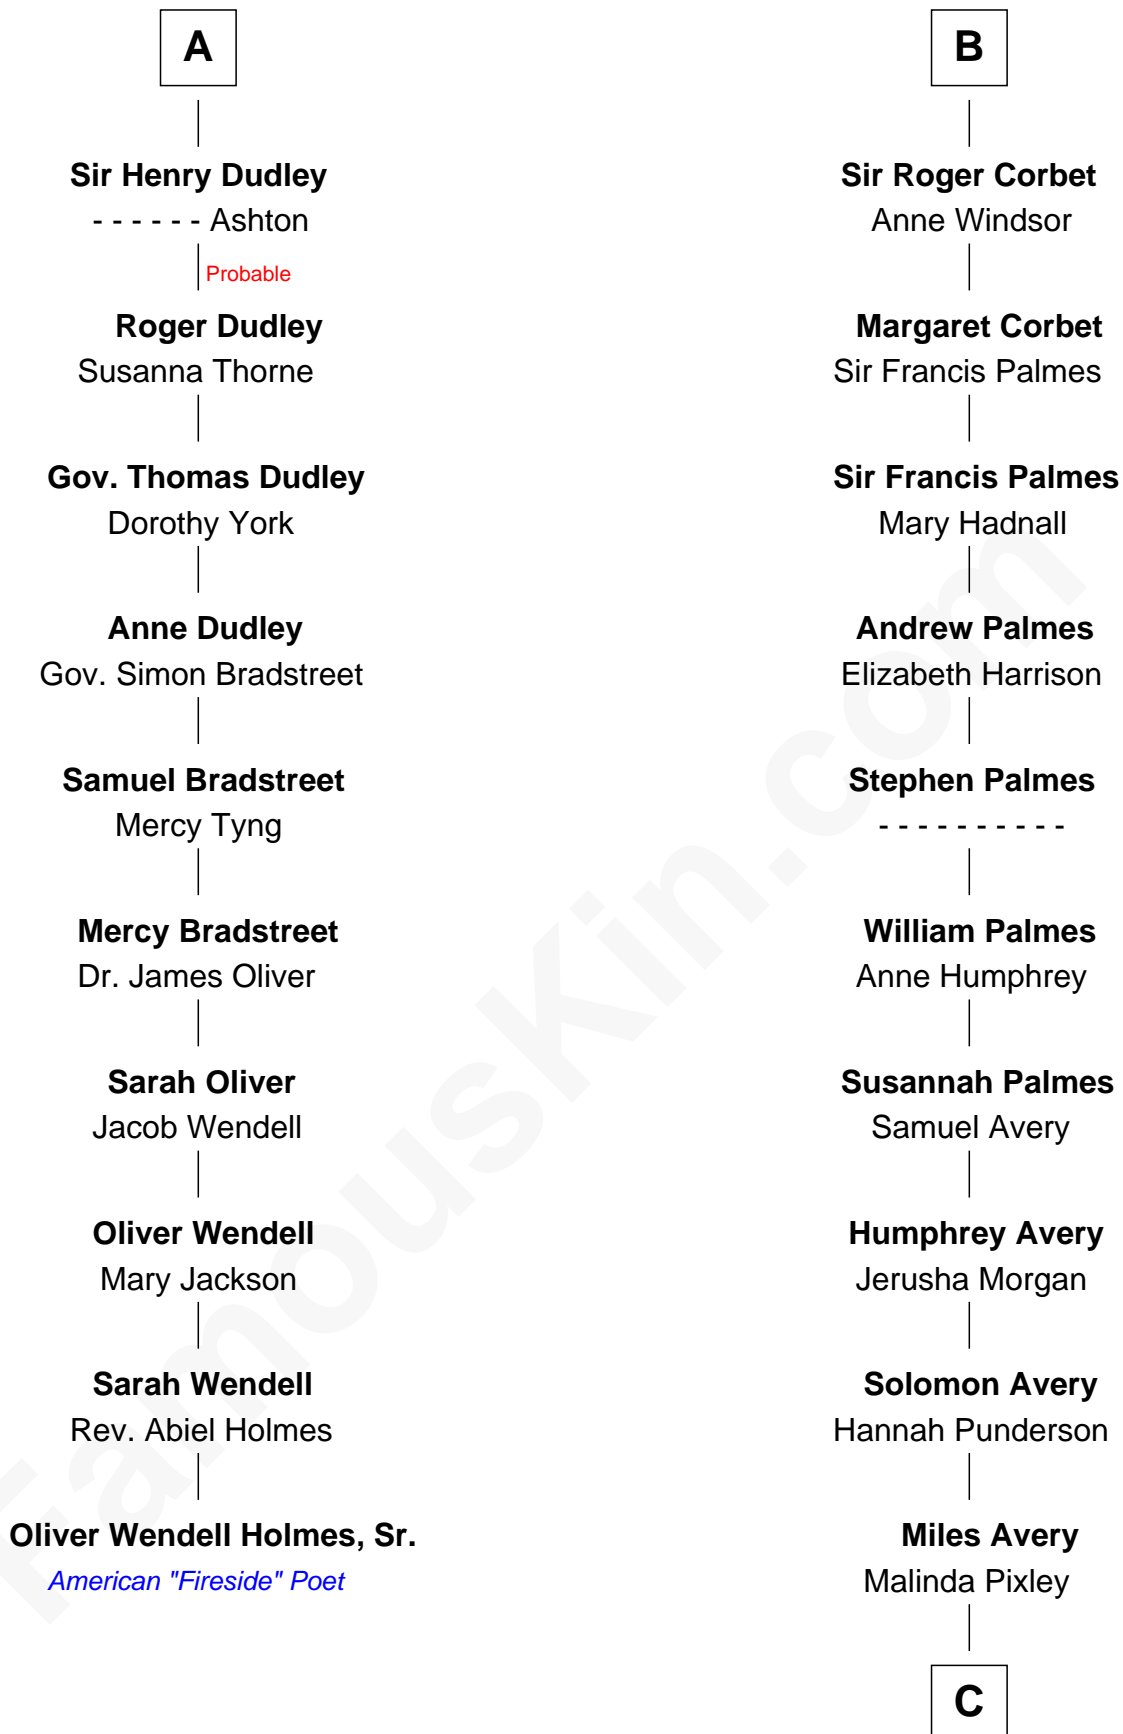 A
Sir Henry Dudley
- - - - - - Ashton
Probable
Roger Dudley
Susanna Thorne
Gov. Thomas Dudley
Dorothy York
Anne Dudley
Gov. Simon Bradstreet
Samuel Bradstreet
Mercy Tyng
Mercy Bradstreet
Dr. James Oliver
Sarah Oliver
Jacob Wendell
Oliver Wendell
Mary Jackson
Sarah Wendell
Rev. Abiel Holmes
Oliver Wendell Holmes, Sr.
American "Fireside" Poet
B
Sir Roger Corbet
Anne Windsor
Margaret Corbet
Sir Francis Palmes
Sir Francis Palmes
Mary Hadnall
Andrew Palmes
Elizabeth Harrison
Stephen Palmes
- - - - - - - - - -
William Palmes
Anne Humphrey
Susannah Palmes
Samuel Avery
Humphrey Avery
Jerusha Morgan
Solomon Avery
Hannah Punderson
Miles Avery
Malinda Pixley
C
FamousKin.com